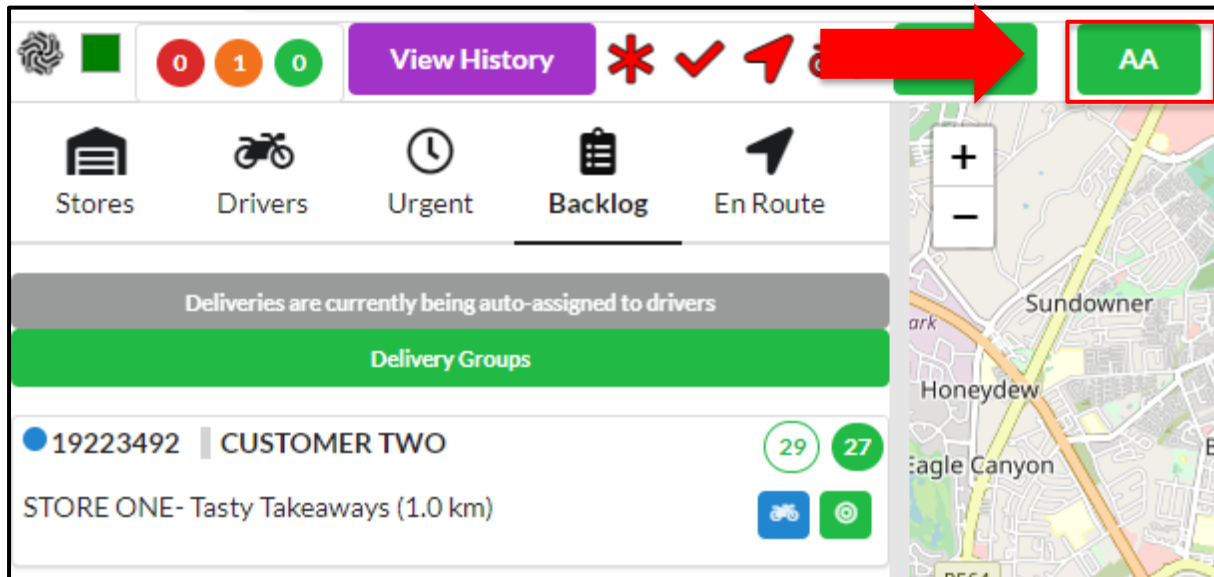 0 1 0 View History AA
Stores Drivers Urgent Backlog En Route
Deliveries are currently being auto-assigned to drivers
Delivery Groups
19223492 CUSTOMER TWO 29 27
STORE ONE- Tasty Takeaways (1.0 km)
+
−
Sundowner
ark
Honeydew
Eagle Canyon